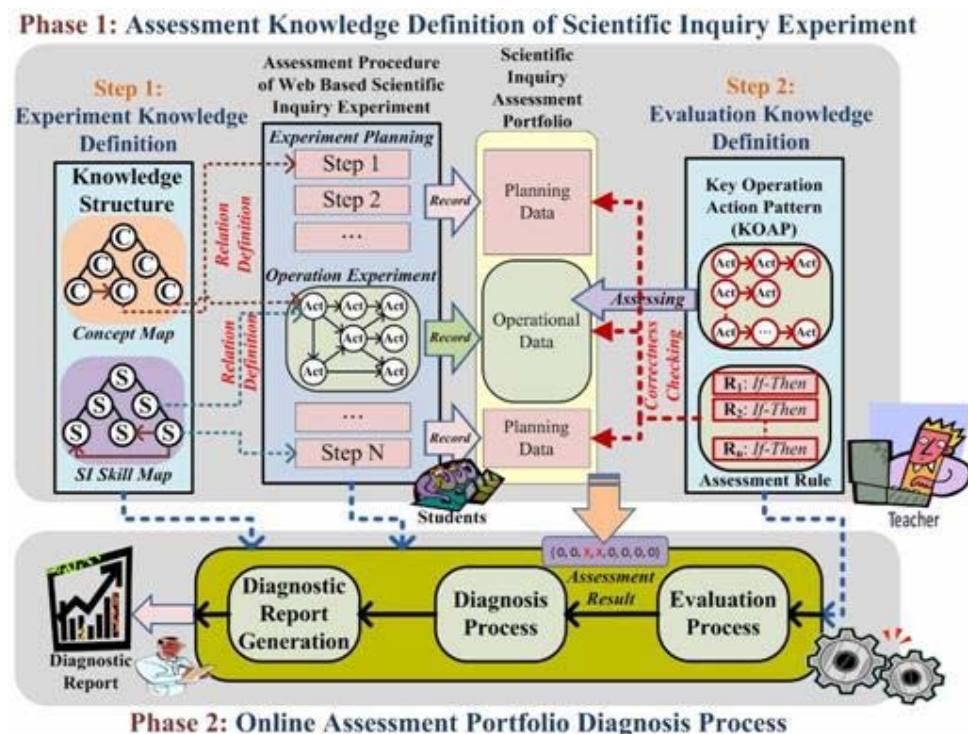 Phase 1: Assessment Knowledge Definition of Scientific Inquiry Experiment
Step 1:
Experiment Knowledge
Definition
Knowledge
Structure
C
C C
C C C
Concept Map
S
S S
S S S
SI Skill Map
Relation
Definition
Relation
Definition
Assessment Procedure
of Web Based Scientific
Inquiry Experiment
Experiment Planning
Step 1
Step 2
...
Operation Experiment
Act Act Act
Act Act
Act Act
...
Step N
Students
Record
Record
Record
Scientific
Inquiry
Assessment
Portfolio
Planning
Data
Operational
Data
Planning
Data
Assessing
Correctness
Checking
Step 2:
Evaluation Knowledge
Definition
Key Operation
Action Pattern
(KOAP)
Act Act Act
Act Act
Act ... Act
R1: If-Then
R2: If-Then
Rn: If-Then
Assessment Rule
Teacher
{0, 0, x, x, 0, 0, 0, 0}
Assessment
Result
Diagnostic
Report
Generation
Diagnosis
Process
Evaluation
Process
Diagnostic
Report
Phase 2: Online Assessment Portfolio Diagnosis Process